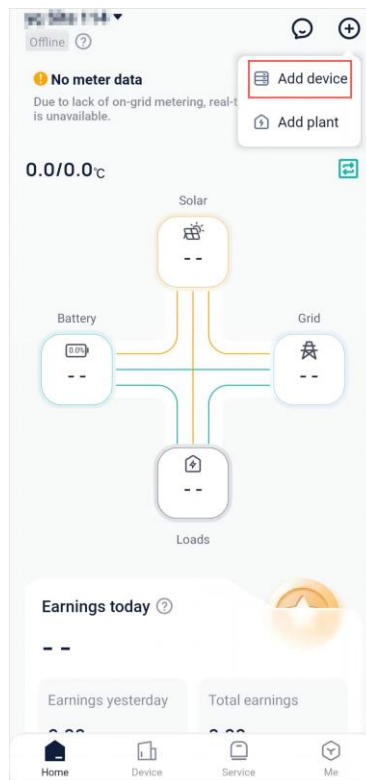 Offline
No meter data
Add device
Due to lack of on-grid metering, real-t
is unavailable.
Add plant
0.0/0.0℃
Solar
--
Battery
Grid
0.0%
--
--
--
Loads
Earnings today
--
Earnings yesterday
Total earnings
Home
Device
Service
Me